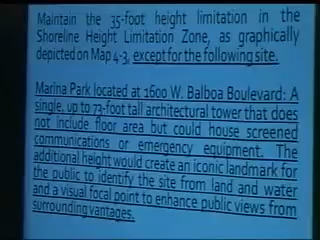 Maintain the 35-foot height limitation in the
Shoreline Height Limitation Zone, as graphically
depicted on Map 4-3, except for the following site.
Marina Park located at 1600 W. Balboa Boulevard: A
single, up to 73-foot tall architectural tower that does
not include floor area but could house screened
communications or emergency equipment. The
additional height would create an iconic landmark for
the public to identify the site from land and water
and a visual focal point to enhance public views from
surrounding vantages.